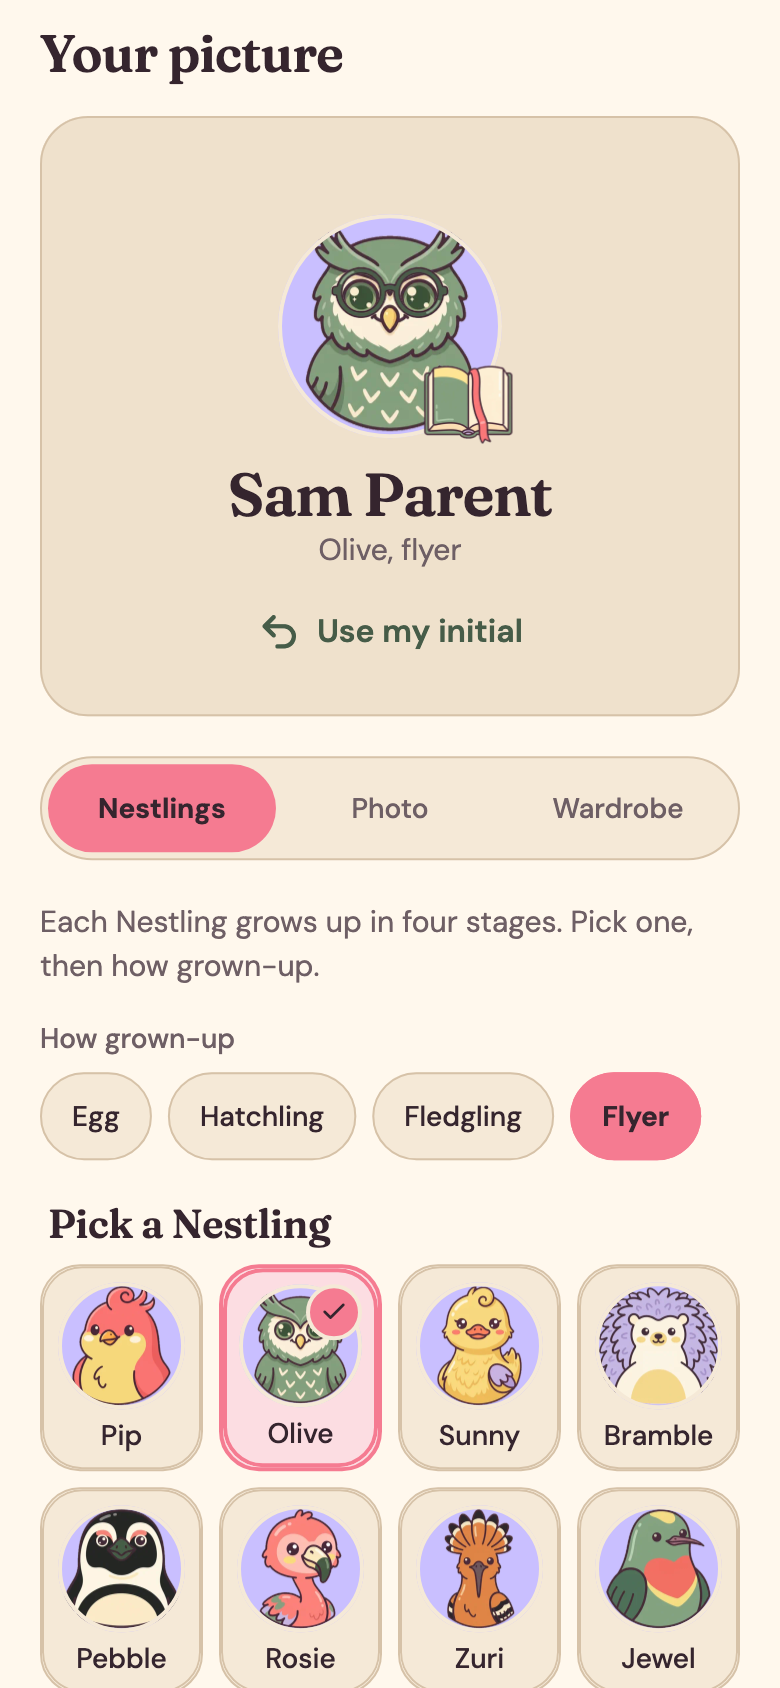 Your picture
Sam Parent
Olive, flyer
Use my initial
Nestlings
Photo
Wardrobe
Each Nestling grows up in four stages. Pick one,
then how grown-up.
How grown-up
Egg
Hatchling
Fledgling
Flyer
Pick a Nestling
Pip
Olive
Sunny
Bramble
Pebble
Rosie
Zuri
Jewel